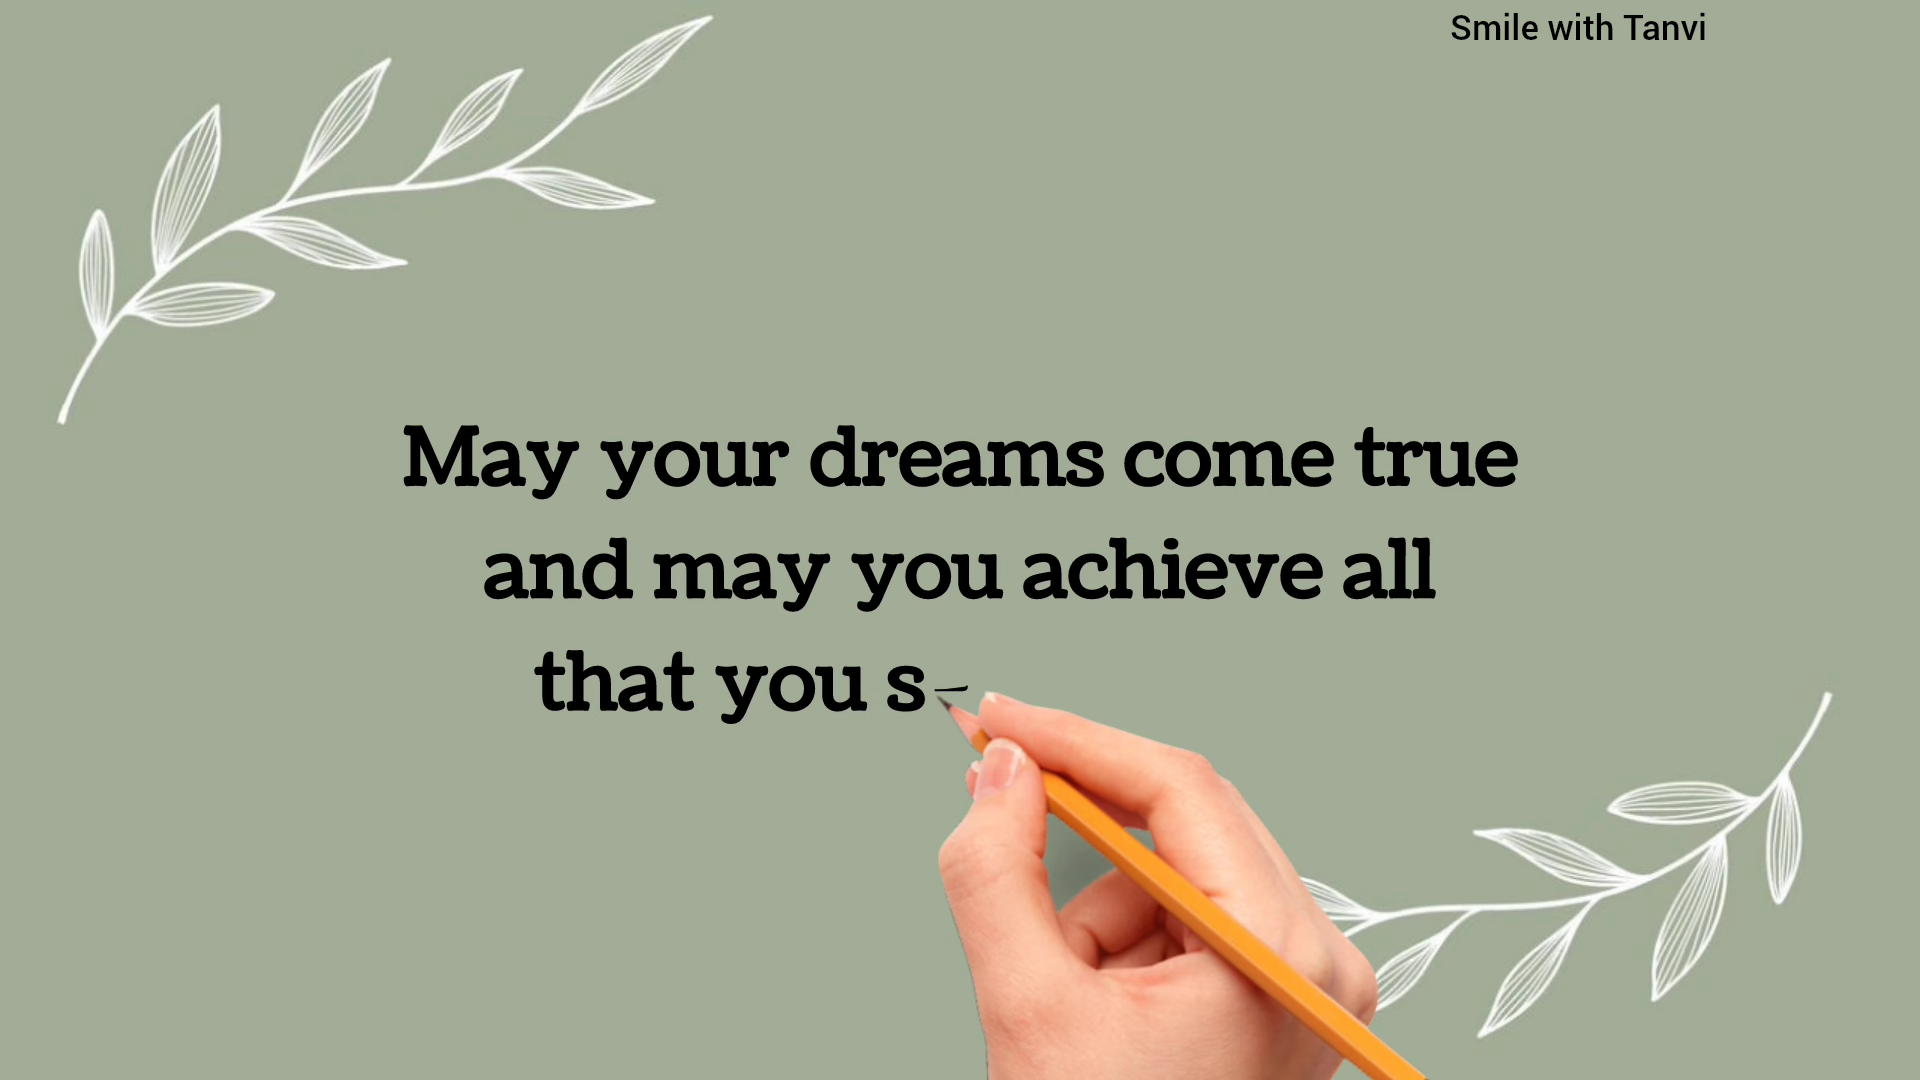 Smile with Tanvi
May your dreams come true
and may you achieve all
that you s